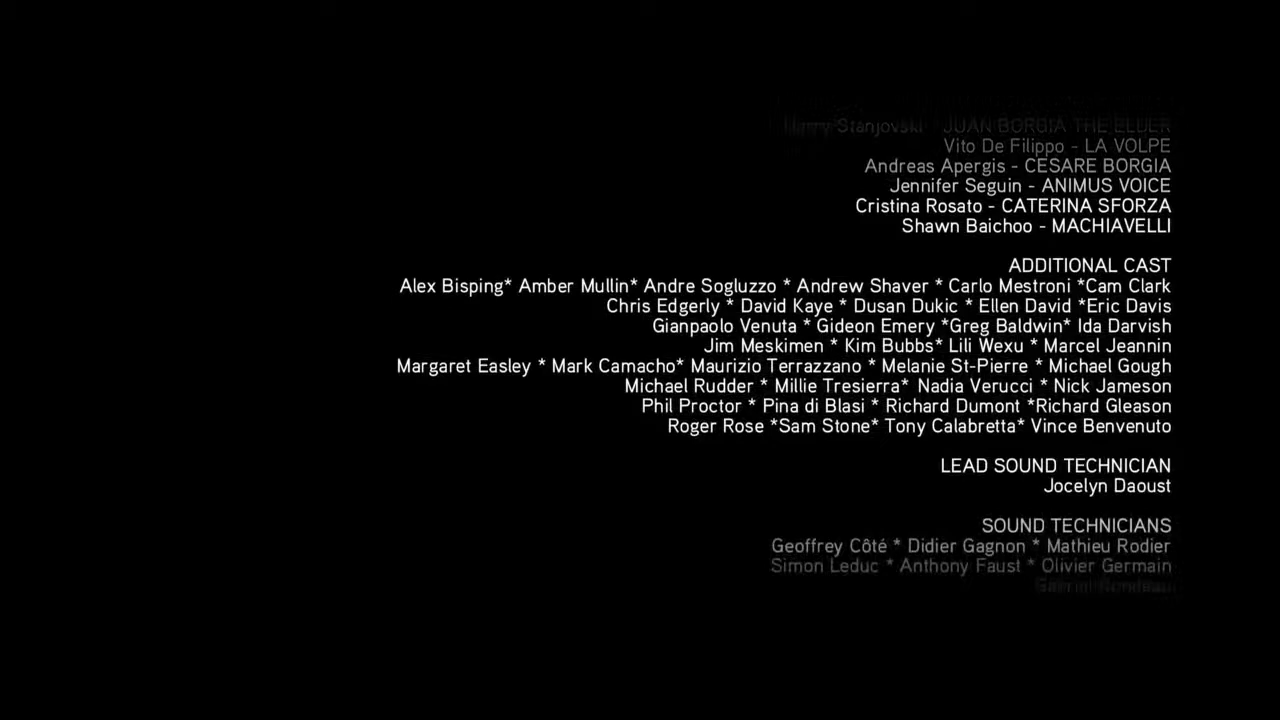 Stanjovski - JUAN BORGIA THE ELDER
Vito De Filippo - LA VOLPE
Andreas Apergis - CESARE BORGIA
Jennifer Seguin - ANIMUS VOICE
Cristina Rosato - CATERINA SFORZA
Shawn Baichoo - MACHIAVELLI
ADDITIONAL CAST
Alex Bisping* Amber Mullin* Andre Sogluzzo * Andrew Shaver * Carlo Mestroni *Cam Clark
Chris Edgerly * David Kaye * Dusan Dukic * Ellen David *Eric Davis
Gianpaolo Venuta * Gideon Emery *Greg Baldwin* Ida Darvish
Jim Meskimen * Kim Bubbs* Lili Wexu * Marcel Jeannin
Margaret Easley * Mark Camacho* Maurizio Terrazzano * Melanie St-Pierre * Michael Gough
Michael Rudder * Millie Tresierra* Nadia Verucci * Nick Jameson
Phil Proctor * Pina di Blasi * Richard Dumont *Richard Gleason
Roger Rose *Sam Stone* Tony Calabretta* Vince Benvenuto
LEAD SOUND TECHNICIAN
Jocelyn Daoust
SOUND TECHNICIANS
Geoffrey Côté * Didier Gagnon * Mathieu Rodier
Simon Leduc * Anthony Faust * Olivier Germain